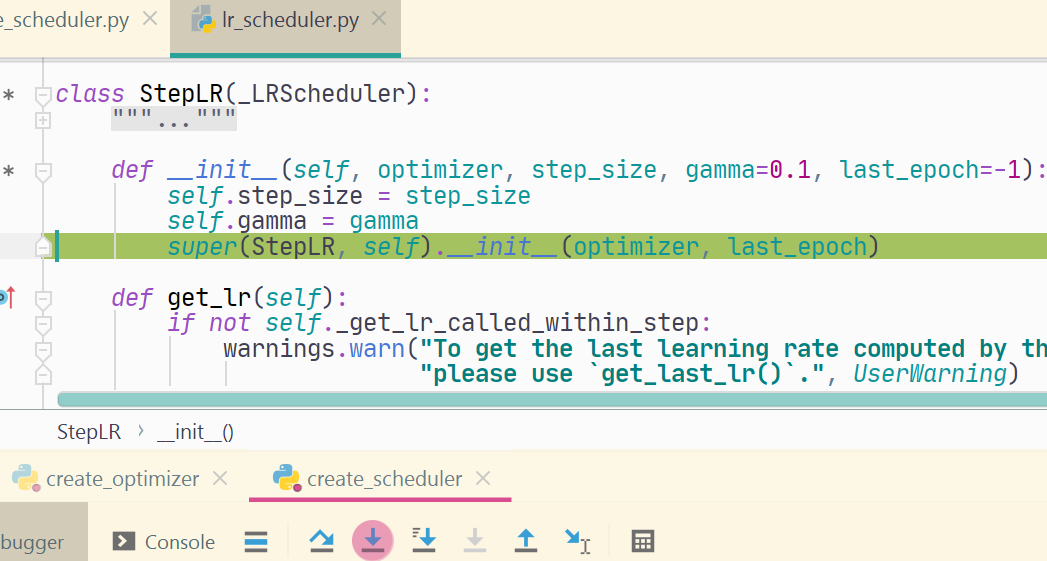 e_scheduler.py
lr_scheduler.py
class StepLR(_LRScheduler):
"""..."""
def __init__(self, optimizer, step_size, gamma=0.1, last_epoch=-1):
self.step_size = step_size
self.gamma = gamma
super(StepLR, self).__init__(optimizer, last_epoch)
def get_lr(self):
if not self._get_lr_called_within_step:
warnings.warn("To get the last learning rate computed by th
"please use `get_last_lr()`.", UserWarning)
StepLR › __init__()
create_optimizer
create_scheduler
bugger
Console